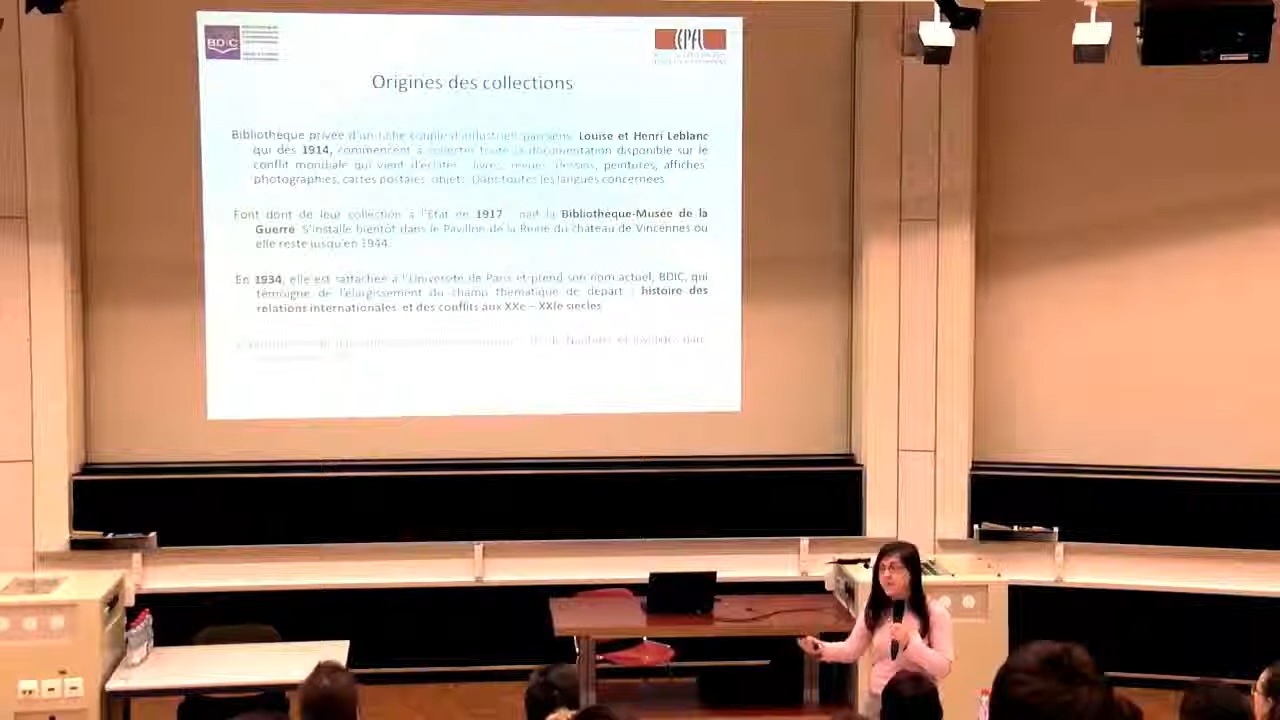 BDIC
EPFL
Origines des collections
Bibliothèque privée d'un riche couple d'industriels parisiens, Louise et Henri Leblanc
qui dès 1914, commencent à collecter toute la documentation disponible sur le
conflit mondiale qui vient d'éclater : livres, revues, dessins, peintures, affiches,
photographies, cartes postales, objets. Dans toutes les langues concernées.
Font dont de leur collection à l'Etat en 1917 : nait la Bibliothèque-Musée de la
Guerre. S'installe bientôt dans le Pavillon de la Reine du château de Vincennes où
elle reste jusqu'en 1944.
En 1934, elle est rattachée à l'Université de Paris et prend son nom actuel, BDIC, qui
témoigne de l'élargissement du champ thématique de départ : histoire des
relations internationales et des conflits aux XXe – XXIe siècles